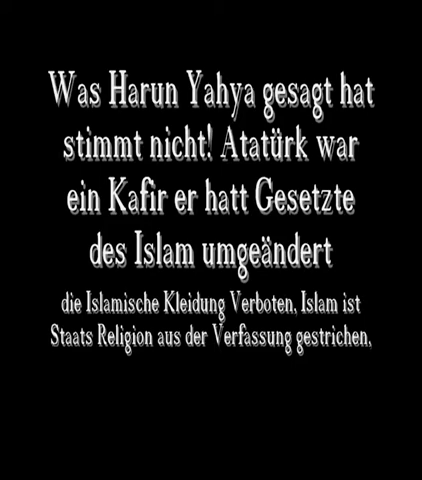 Was Harun Yahya gesagt hat
stimmt nicht! Atatürk war
ein Kafir er hatt Gesetzte
des Islam umgeändert
die Islamische Kleidung Verboten, Islam ist
Staats Religion aus der Verfassung gestrichen,